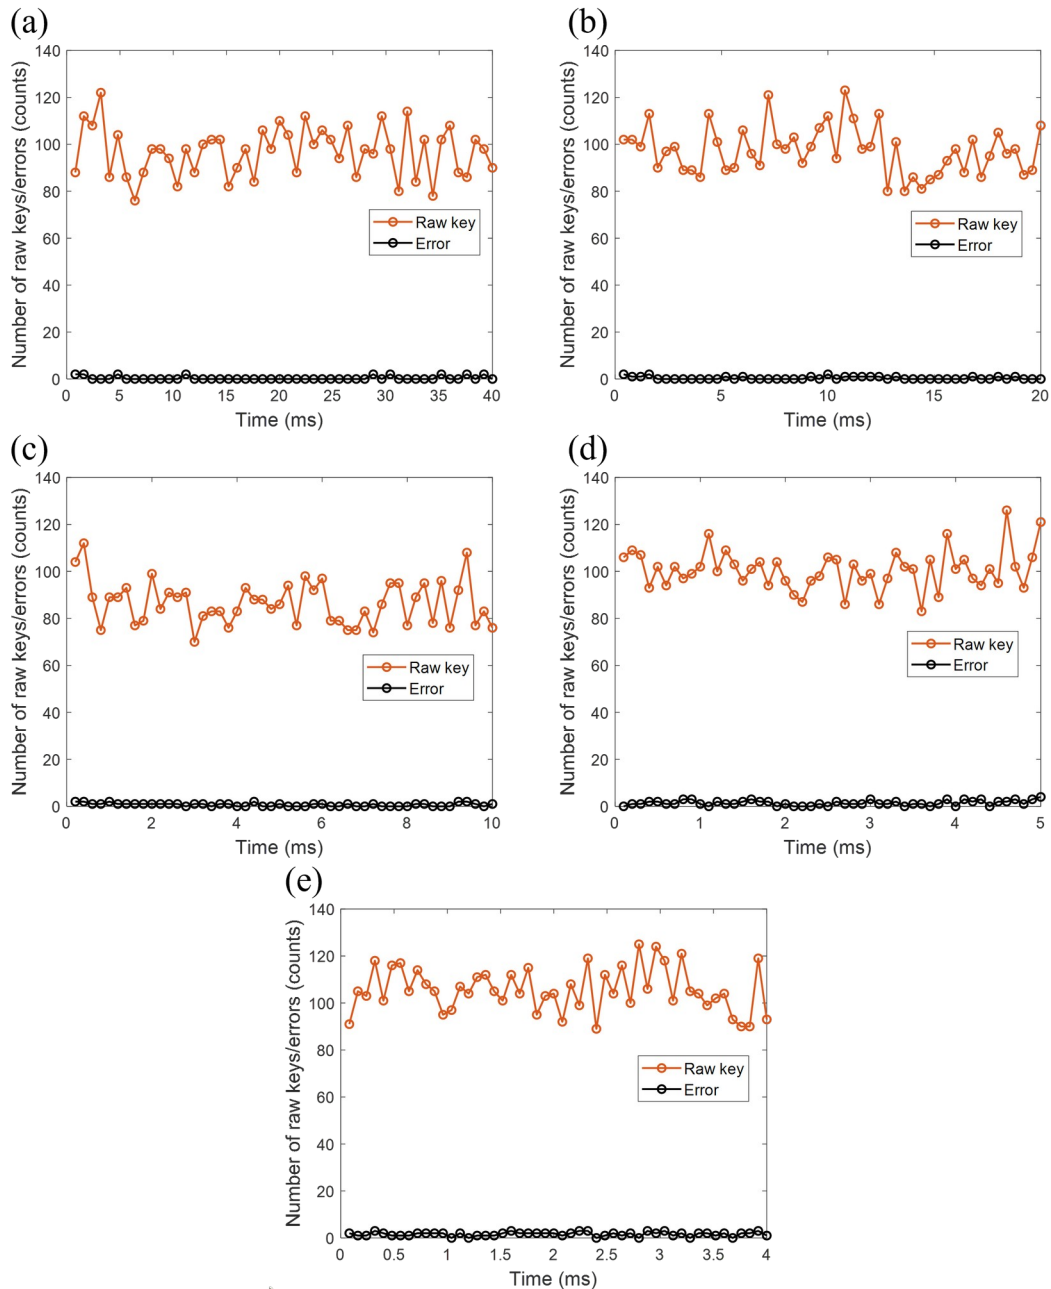 (a)
140
120
100
80
60
40
20
0
Number of raw keys/errors (counts)
Raw key
Error
0 5 10 15 20 25 30 35 40
Time (ms)
(b)
140
120
100
80
60
40
20
0
Number of raw keys/errors (counts)
Raw key
Error
0 5 10 15 20
Time (ms)
(c)
140
120
100
80
60
40
20
0
Number of raw keys/errors (counts)
Raw key
Error
0 2 4 6 8 10
Time (ms)
(d)
140
120
100
80
60
40
20
0
Number of raw keys/errors (counts)
Raw key
Error
0 1 2 3 4 5
Time (ms)
(e)
140
120
100
80
60
40
20
0
Number of raw keys/errors (counts)
Raw key
Error
0 0.5 1 1.5 2 2.5 3 3.5 4
Time (ms)